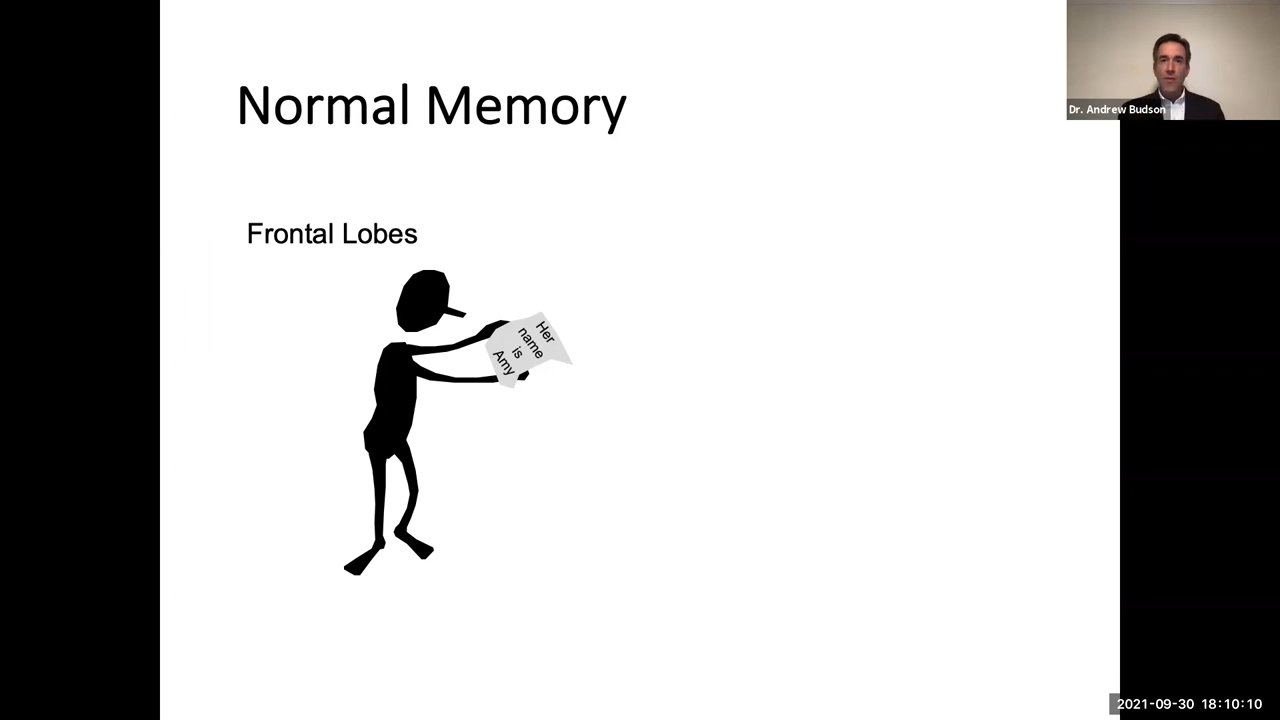 Normal Memory
Dr. Andrew Budson
Frontal Lobes
Her
name
is
Amy
2021-09-30 18:10:10